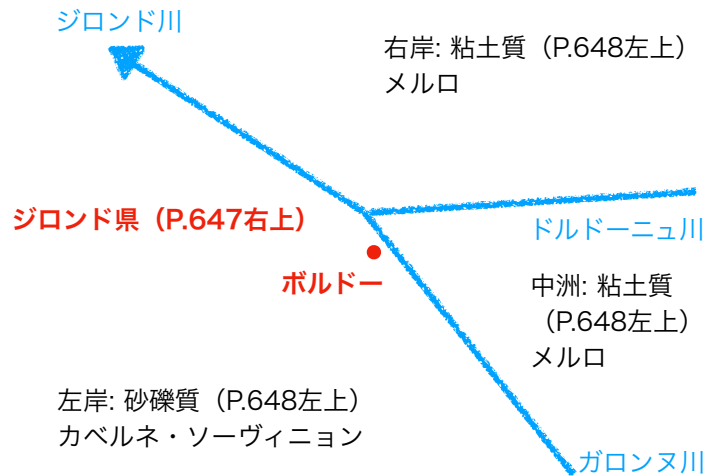 ジロンド川
右岸: 粘土質（P.648左上）
メルロ
ジロンド県（P.647右上）
ドルドーニュ川
ボルドー
中洲: 粘土質
（P.648左上）
メルロ
左岸: 砂礫質（P.648左上）
カベルネ・ソーヴィニョン
ガロンヌ川